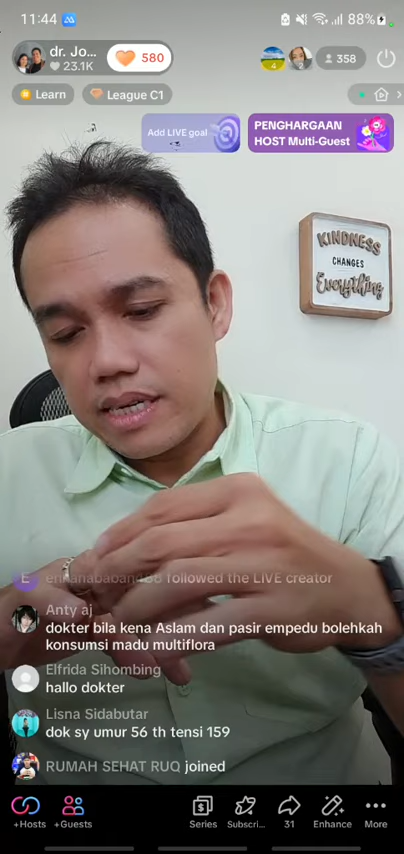 11:44
88%
dr. Jo...
23.1K
580
4
2
358
Learn
League C1
Add LIVE goal
PENGHARGAAN
HOST Multi-Guest
KINDNESS
CHANGES
Everything
E
followed the LIVE creator
Anty aj
dokter bila kena Aslam dan pasir empedu bolehkah
konsumsi madu multiflora
Elfrida Sihombing
hallo dokter
Lisna Sidabutar
dok sy umur 56 th tensi 159
RUMAH SEHAT RUQ joined
+Hosts
+Guests
Series
Subscri...
31
Enhance
More